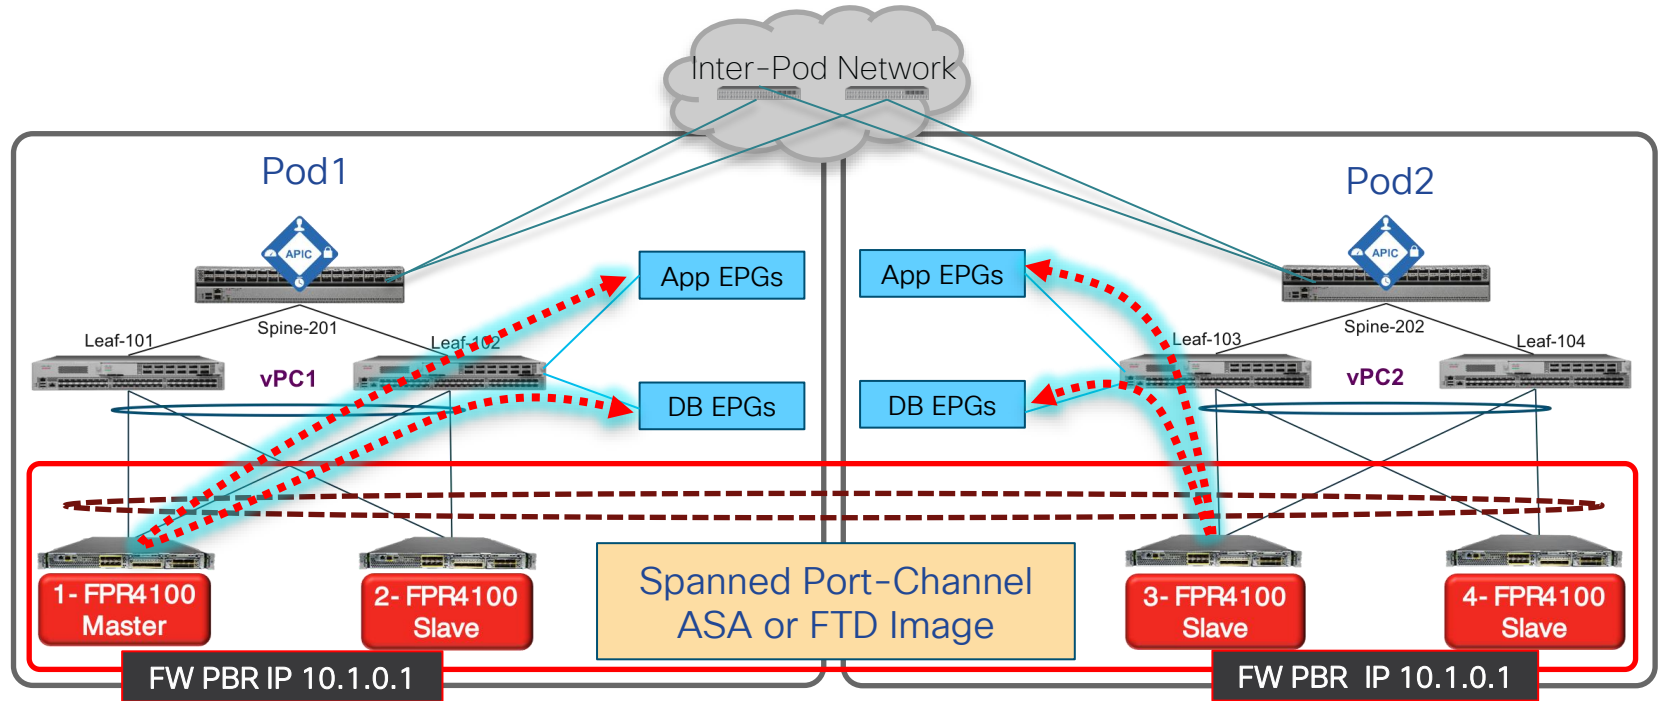 Inter-Pod Network
Pod1
Pod2
APIC
APIC
App EPGs
App EPGs
Spine-201
Spine-202
Leaf-101
Leaf-102
Leaf-103
Leaf-104
vPC1
vPC2
DB EPGs
DB EPGs
1- FPR4100
Master
2- FPR4100
Slave
Spanned Port-Channel
ASA or FTD Image
3- FPR4100
Slave
4- FPR4100
Slave
FW PBR IP 10.1.0.1
FW PBR IP 10.1.0.1